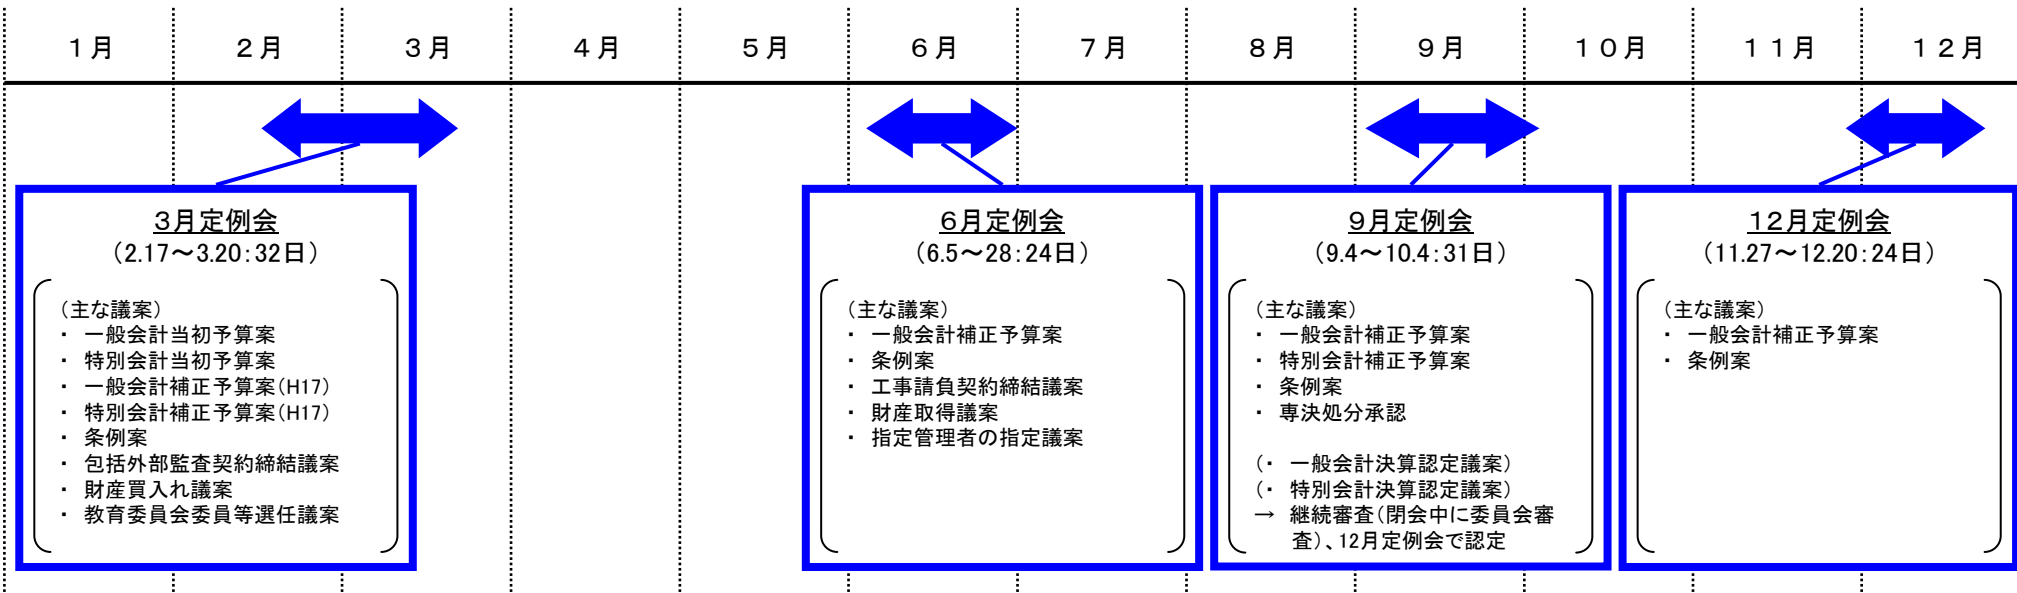 1月 2月 3月 4月 5月 6月 7月 8月 9月 10月 11月 12月
3月定例会
（2.17～3.20：32日）
（主な議案）
・ 一般会計当初予算案
・ 特別会計当初予算案
・ 一般会計補正予算案（H17）
・ 特別会計補正予算案（H17）
・ 条例案
・ 包括外部監査契約締結議案
・ 財産買入れ議案
・ 教育委員会委員等選任議案
6月定例会
（6.5～28：24日）
（主な議案）
・ 一般会計補正予算案
・ 条例案
・ 工事請負契約締結議案
・ 財産取得議案
・ 指定管理者の指定議案
9月定例会
（9.4～10.4：31日）
（主な議案）
・ 一般会計補正予算案
・ 特別会計補正予算案
・ 条例案
・ 専決処分承認
（・ 一般会計決算認定議案）
（・ 特別会計決算認定議案）
→ 継続審査（閉会中に委員会審
査）、12月定例会で認定
12月定例会
（11.27～12.20：24日）
（主な議案）
・ 一般会計補正予算案
・ 条例案